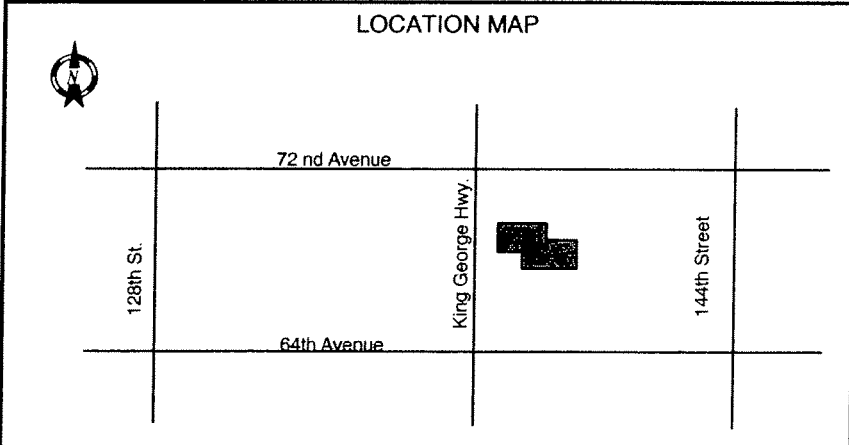 LOCATION MAP
N
72 nd Avenue
128th St.
King George Hwy.
144th Street
64th Avenue